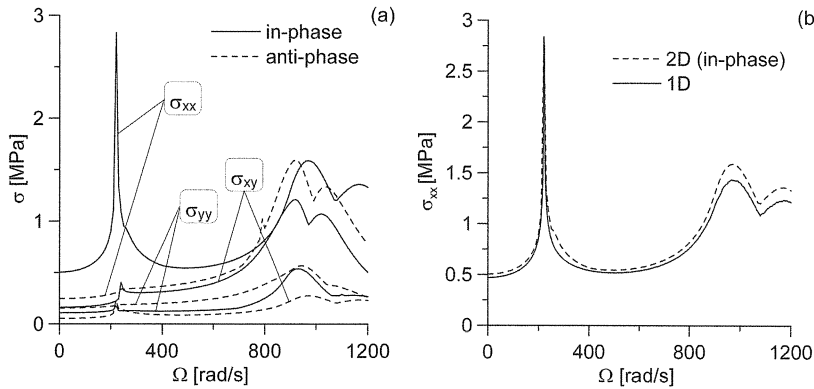 (a)
in-phase
anti-phase
σxx
σxy
σyy
σ [MPa]
3
2
1
0
0 400 800 1200
Ω [rad/s]
(b)
2D (in-phase)
1D
σxx [MPa]
3
2.5
2
1.5
1
0.5
0
0 400 800 1200
Ω [rad/s]